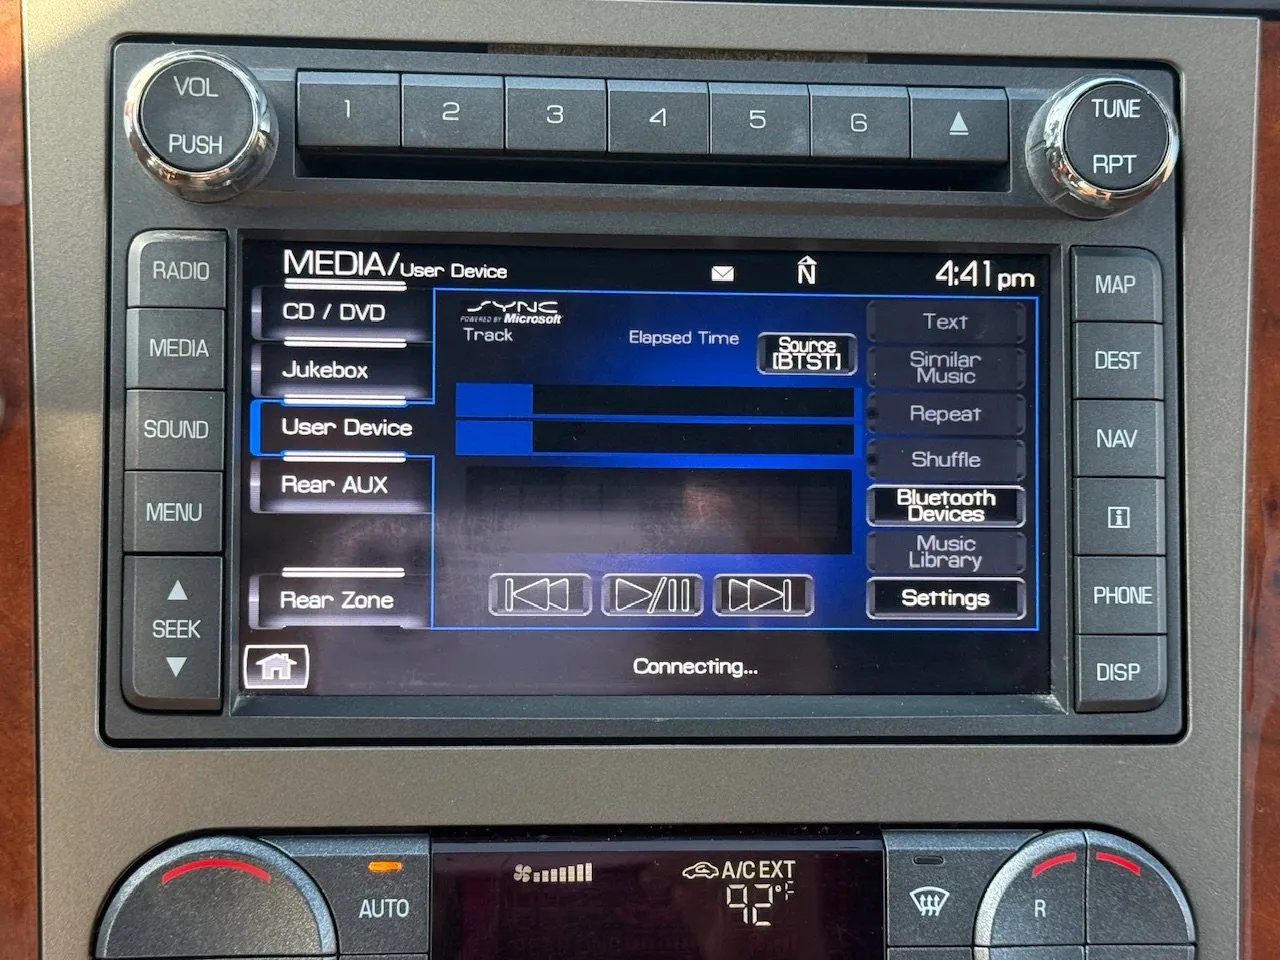 VOL
PUSH
1 2 3 4 5 6
TUNE
RPT
RADIO
MEDIA
SOUND
MENU
SEEK
MEDIA/User Device
N
4:41 pm
CD / DVD
Jukebox
User Device
Rear AUX
Rear Zone
SYNC
POWERED BY Microsoft
Track
Elapsed Time
Source
[BTST]
Text
Similar
Music
Repeat
Shuffle
Bluetooth
Devices
Music
Library
Settings
Connecting...
MAP
DEST
NAV
i
PHONE
DISP
AUTO
A/C EXT
92°F
R